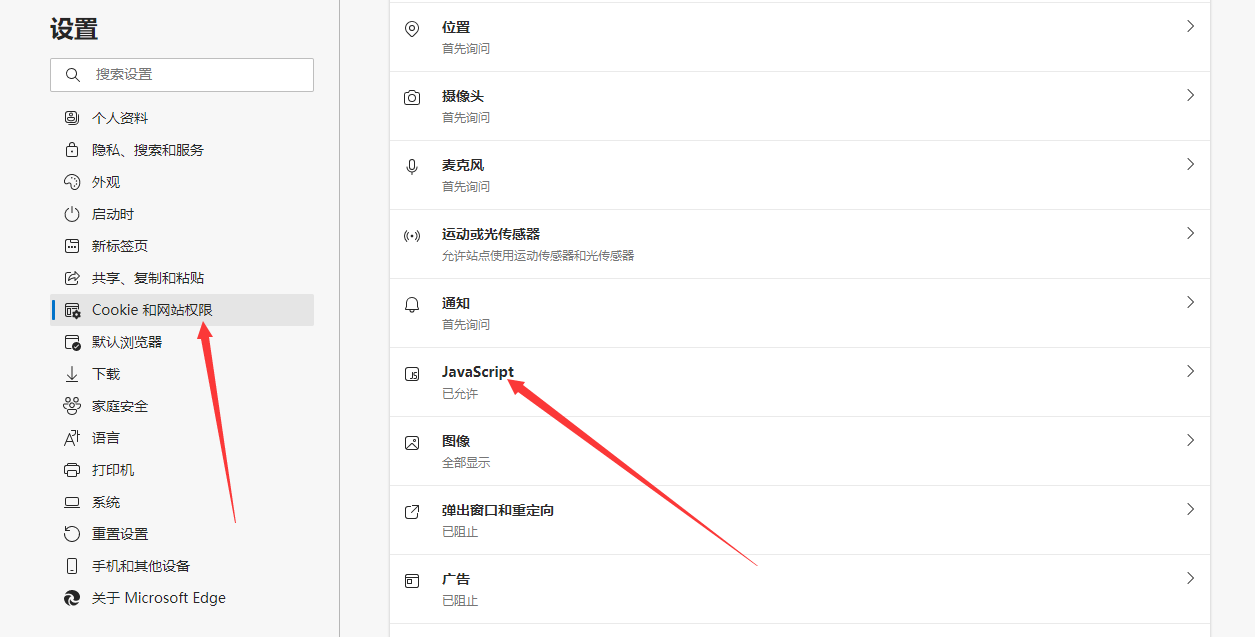 设置
搜索设置
个人资料
隐私、搜索和服务
外观
启动时
新标签页
共享、复制和粘贴
Cookie 和网站权限
默认浏览器
下载
家庭安全
语言
打印机
系统
重置设置
手机和其他设备
关于 Microsoft Edge
位置
首先询问
摄像头
首先询问
麦克风
首先询问
运动或光传感器
允许站点使用运动传感器和光传感器
通知
首先询问
JavaScript
已允许
图像
全部显示
弹出窗口和重定向
已阻止
广告
已阻止